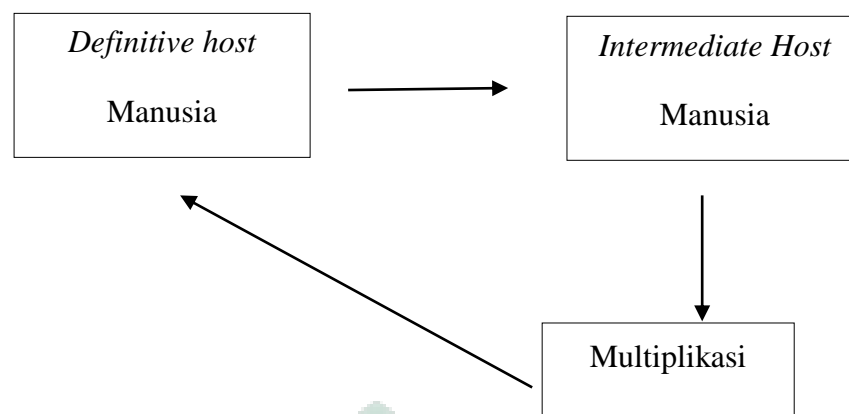 Definitive host
Manusia
Intermediate Host
Manusia
Multiplikasi